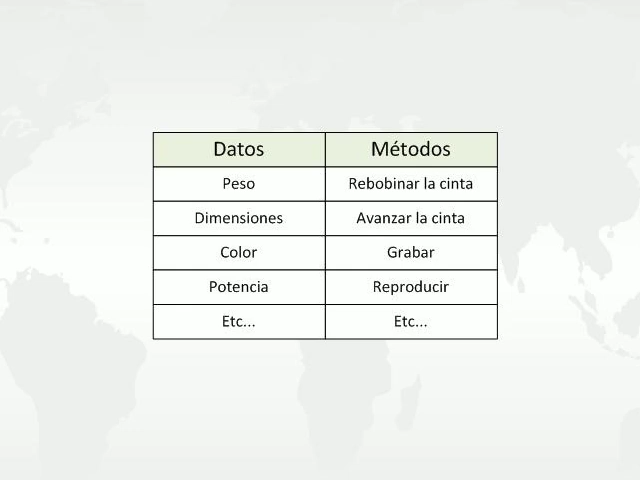 Datos Métodos
Peso Rebobinar la cinta
Dimensiones Avanzar la cinta
Color Grabar
Potencia Reproducir
Etc... Etc...